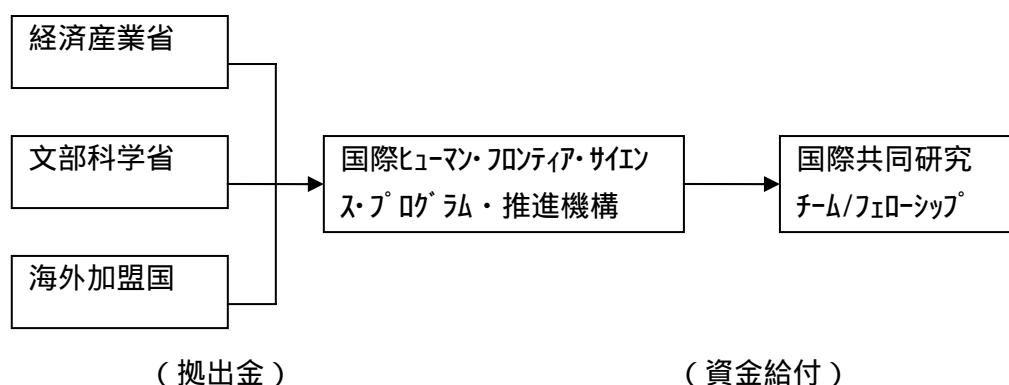 経済産業省
文部科学省
海外加盟国
国際ﾋｭｰﾏﾝ・ﾌﾛﾝﾃｨｱ・ｻｲｴﾝ
ｽ・ﾌﾟﾛｸﾞﾗﾑ・推進機構
国際共同研究
ﾁｰﾑ/ﾌｪﾛｰｼｯﾌﾟ
（拠出金）
（資金給付）